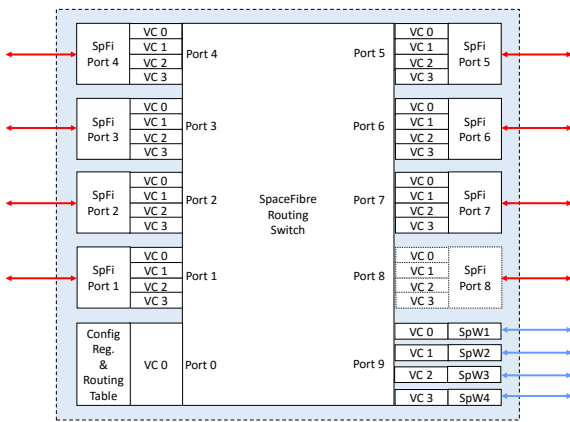 VC 0
SpFi
VC 1
Port 4
VC 2
VC 3
Port 4
VC 0
SpFi
VC 1
Port 3
VC 2
VC 3
Port 3
VC 0
SpFi
VC 1
Port 2
VC 2
VC 3
Port 2
VC 0
SpFi
VC 1
Port 1
VC 2
VC 3
Port 1
Config
Reg.
&
Routing
Table
VC 0
Port 0
SpaceFibre
Routing
Switch
Port 5
VC 0
VC 1
VC 2
VC 3
SpFi
Port 5
Port 6
VC 0
VC 1
VC 2
VC 3
SpFi
Port 6
Port 7
VC 0
VC 1
VC 2
VC 3
SpFi
Port 7
Port 8
VC 0
VC 1
VC 2
VC 3
SpFi
Port 8
Port 9
VC 0 SpW1
VC 1 SpW2
VC 2 SpW3
VC 3 SpW4